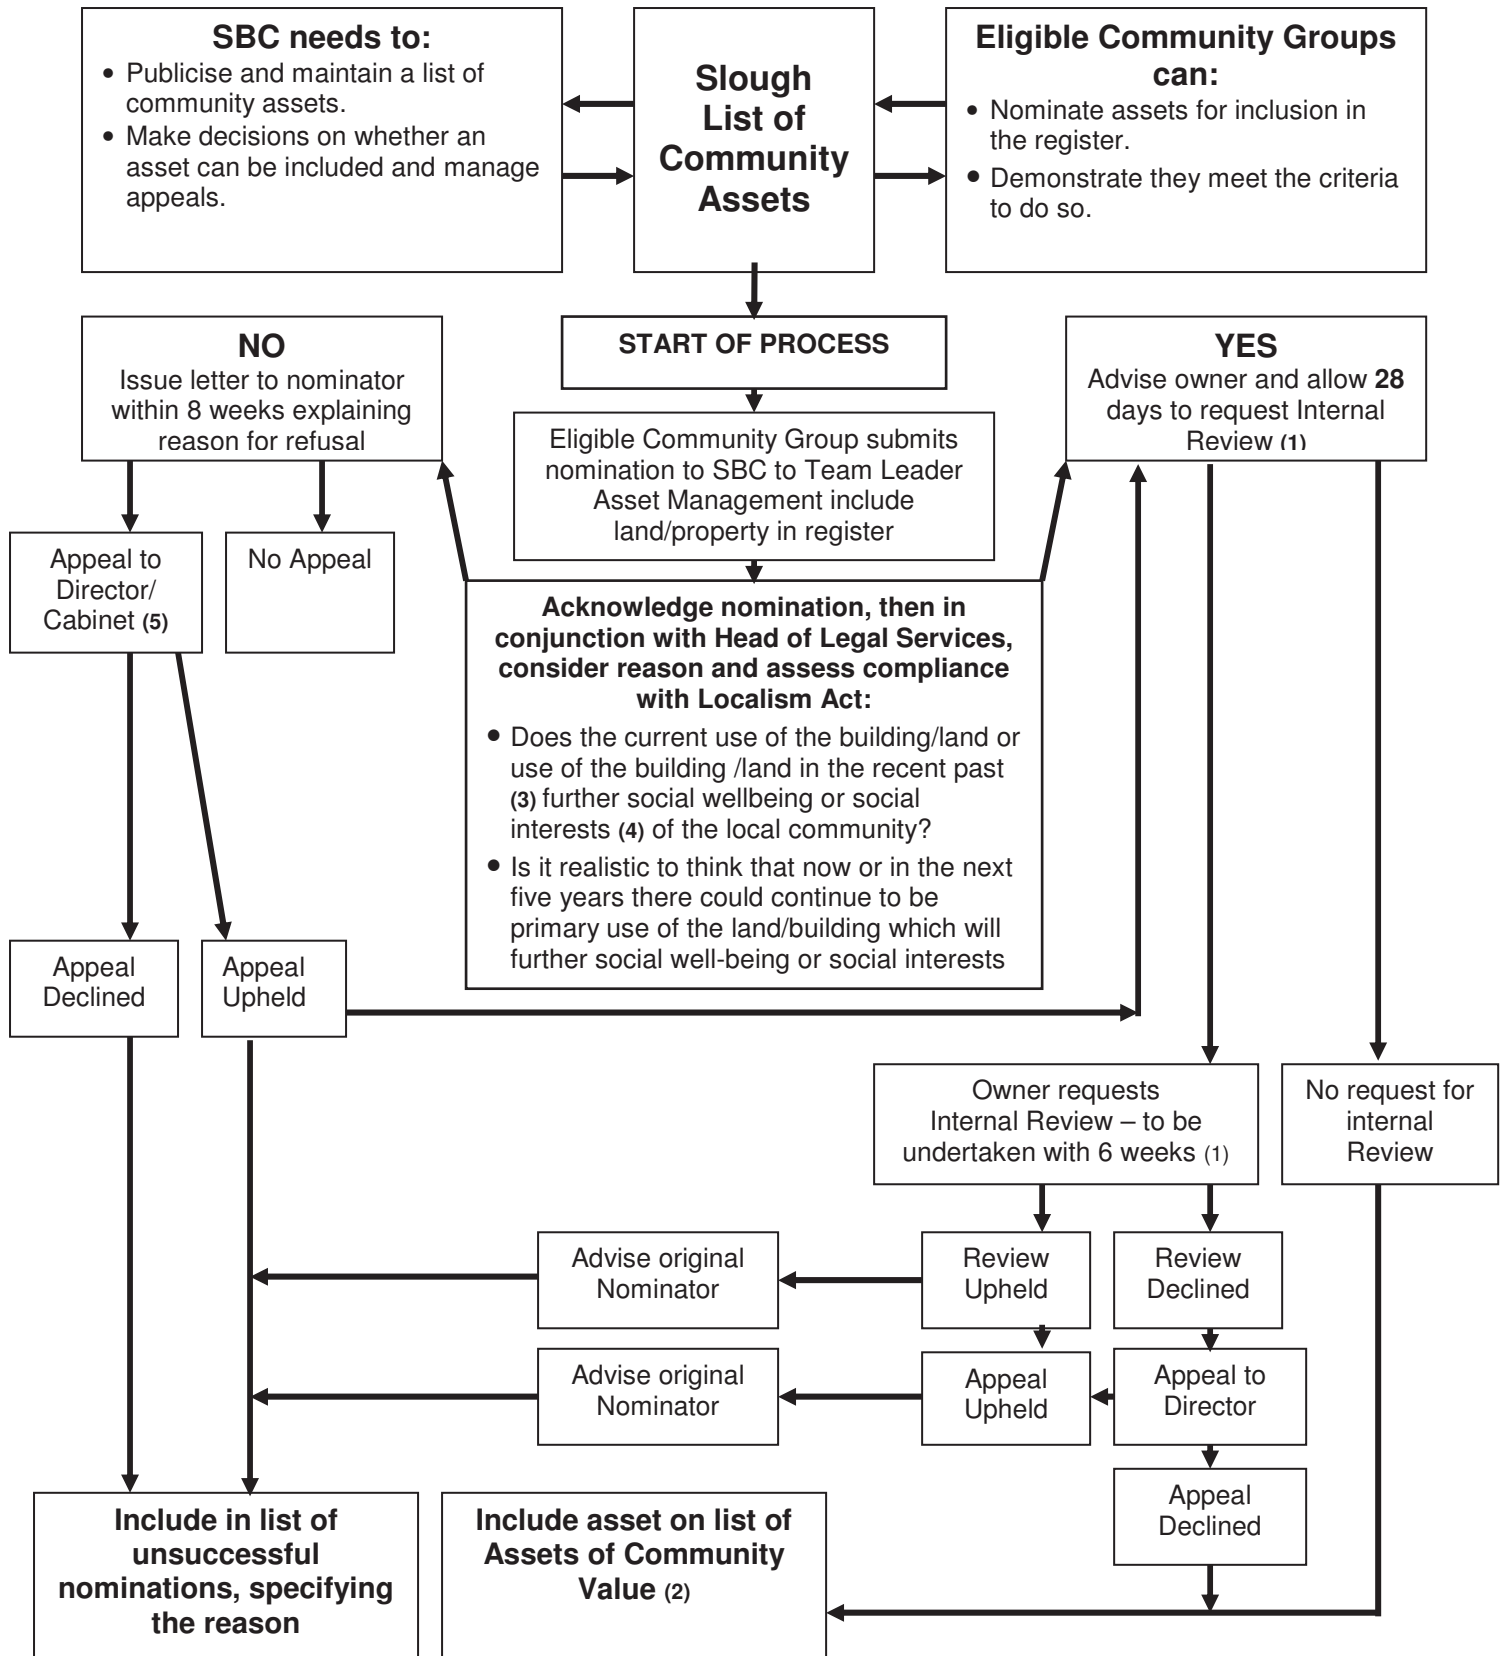 SBC needs to:
• Publicise and maintain a list of
community assets.
• Make decisions on whether an
asset can be included and manage
appeals.
Slough
List of
Community
Assets
Eligible Community Groups
can:
• Nominate assets for inclusion in
the register.
• Demonstrate they meet the criteria
to do so.
NO
Issue letter to nominator
within 8 weeks explaining
reason for refusal
START OF PROCESS
YES
Advise owner and allow 28
days to request Internal
Review (1)
Eligible Community Group submits
nomination to SBC to Team Leader
Asset Management include
land/property in register
Appeal to
Director/
Cabinet (5)
No Appeal
Acknowledge nomination, then in
conjunction with Head of Legal Services,
consider reason and assess compliance
with Localism Act:
• Does the current use of the building/land or
use of the building /land in the recent past
(3) further social wellbeing or social
interests (4) of the local community?
• Is it realistic to think that now or in the next
five years there could continue to be
primary use of the land/building which will
further social well-being or social interests
Appeal
Declined
Appeal
Upheld
Owner requests
Internal Review – to be
undertaken with 6 weeks (1)
No request for
internal
Review
Advise original
Nominator
Review
Upheld
Review
Declined
Advise original
Nominator
Appeal
Upheld
Appeal to
Director
Appeal
Declined
Include in list of
unsuccessful
nominations, specifying
the reason
Include asset on list of
Assets of Community
Value (2)